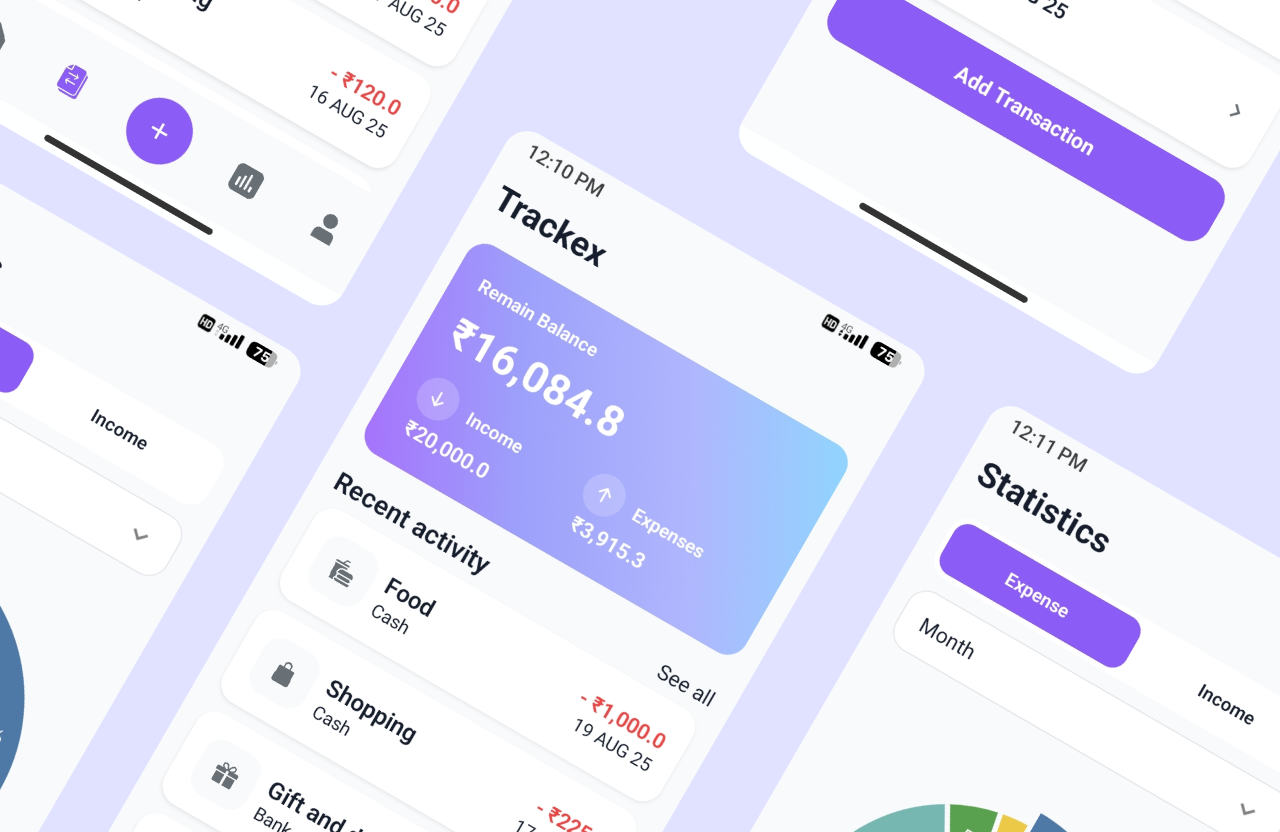 - ₹120.0
16 AUG 25
AUG 25
Add Transaction
12:10 PM
HD 4G 75
Trackex
Remain Balance
₹16,084.8
Income
₹20,000.0
Expenses
₹3,915.3
Recent activity
See all
Food
Cash
- ₹1,000.0
19 AUG 25
Shopping
Cash
- ₹225
17
Gift and
Bank
HD 4G 75
Income
12:11 PM
Statistics
Expense
Income
Month